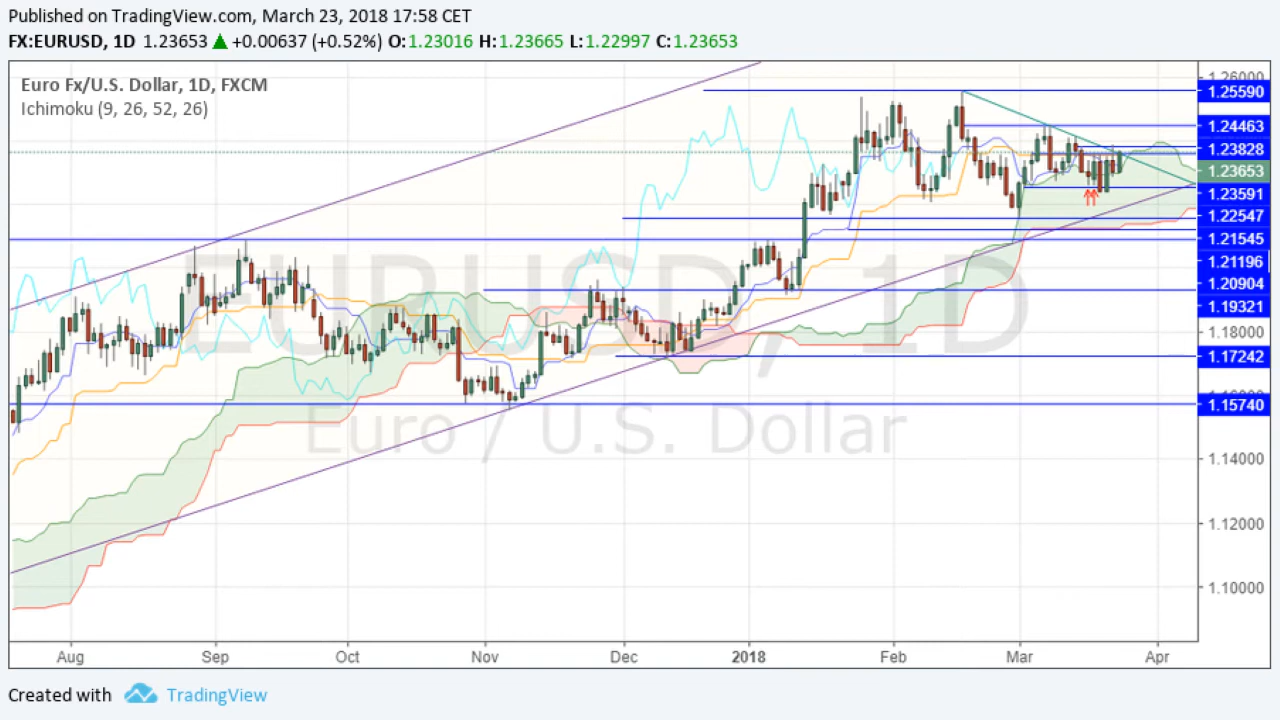 Published on TradingView.com, March 23, 2018 17:58 CET
FX:EURUSD, 1D 1.23653 ▲ +0.00637 (+0.52%) O:1.23016 H:1.23665 L:1.22997 C:1.23653
Euro Fx/U.S. Dollar, 1D, FXCM
Ichimoku (9, 26, 52, 26)
EURUSD, 1D
Euro / U.S. Dollar
1.26000
1.25590
1.24463
1.23828
1.23653
1.23591
1.22547
1.21545
1.21196
1.20904
1.19321
1.18000
1.17242
1.15740
1.14000
1.12000
1.10000
Aug Sep Oct Nov Dec 2018 Feb Mar Apr
Created with TradingView